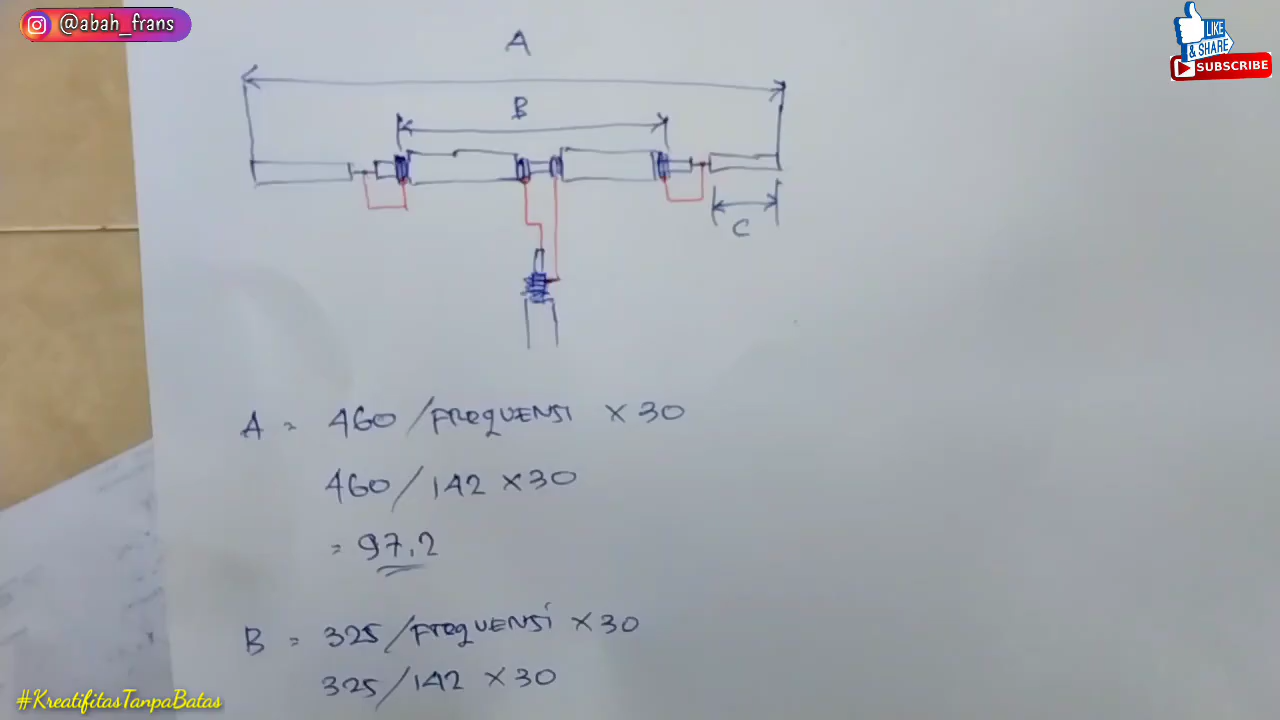 @abah_frans
LIKE
& SHARE
SUBSCRIBE
A
B
C
A = 460 /FREQUENSI × 30
460 / 142 × 30
= 97.2
B = 325 /FREQUENSI × 30
325 / 142 × 30
#KreatifitasTanpaBatas